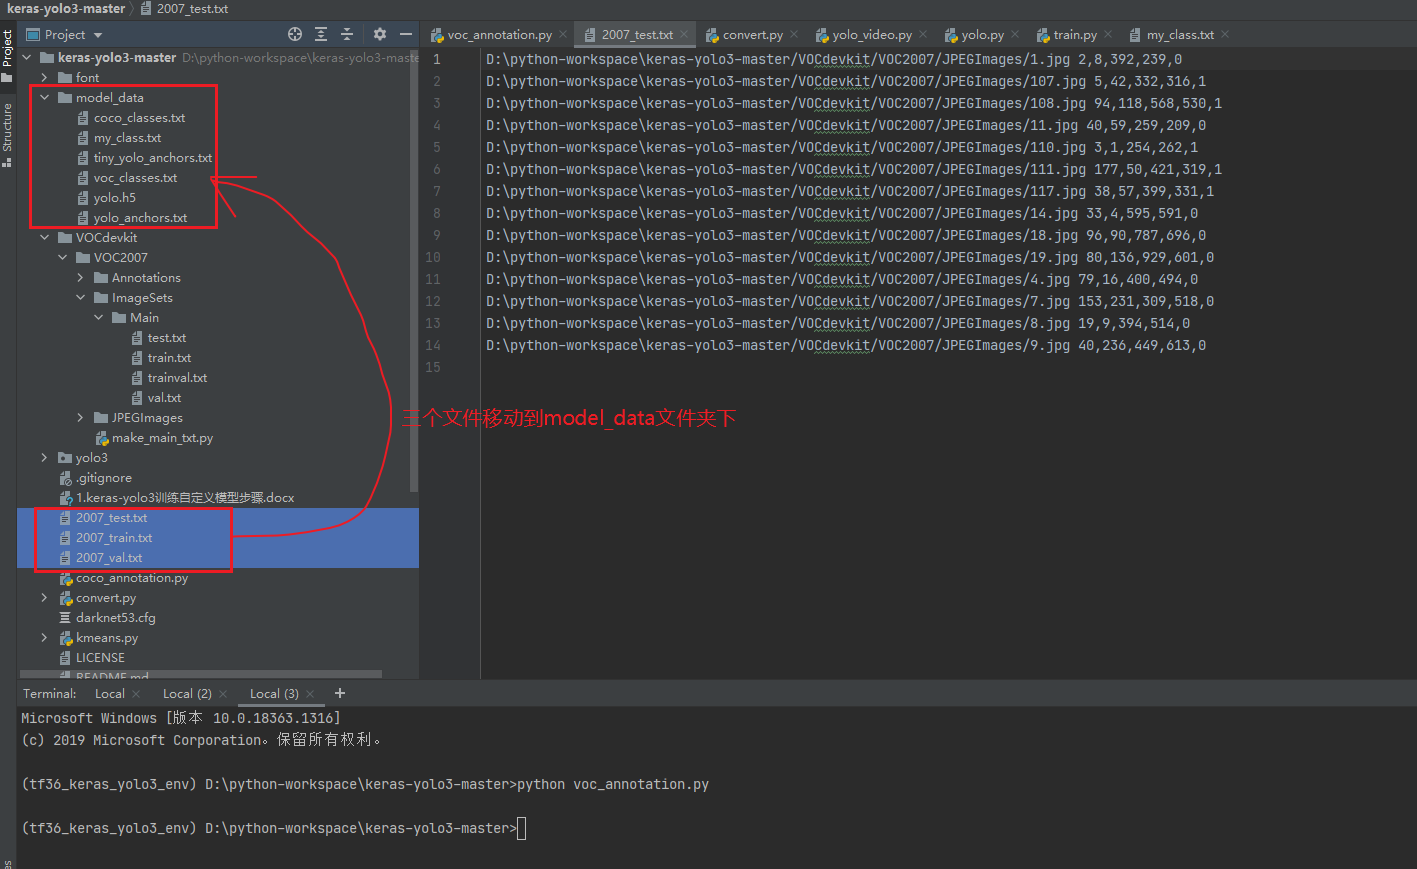 keras-yolo3-master 2007_test.txt
Project
voc_annotation.py 2007_test.txt convert.py yolo_video.py yolo.py train.py my_class.txt
Project
Structure
keras-yolo3-master D:\python-workspace\keras-yolo3-maste
font
model_data
coco_classes.txt
my_class.txt
tiny_yolo_anchors.txt
voc_classes.txt
yolo.h5
yolo_anchors.txt
VOCdevkit
VOC2007
Annotations
ImageSets
Main
test.txt
train.txt
trainval.txt
val.txt
JPEGImages
make_main_txt.py
yolo3
.gitignore
1.keras-yolo3训练自定义模型步骤.docx
2007_test.txt
2007_train.txt
2007_val.txt
coco_annotation.py
convert.py
darknet53.cfg
kmeans.py
LICENSE
README.md
1 D:\python-workspace\keras-yolo3-master/VOCdevkit/VOC2007/JPEGImages/1.jpg 2,8,392,239,0
2 D:\python-workspace\keras-yolo3-master/VOCdevkit/VOC2007/JPEGImages/107.jpg 5,42,332,316,1
3 D:\python-workspace\keras-yolo3-master/VOCdevkit/VOC2007/JPEGImages/108.jpg 94,118,568,530,1
4 D:\python-workspace\keras-yolo3-master/VOCdevkit/VOC2007/JPEGImages/11.jpg 40,59,259,209,0
5 D:\python-workspace\keras-yolo3-master/VOCdevkit/VOC2007/JPEGImages/110.jpg 3,1,254,262,1
6 D:\python-workspace\keras-yolo3-master/VOCdevkit/VOC2007/JPEGImages/111.jpg 177,50,421,319,1
7 D:\python-workspace\keras-yolo3-master/VOCdevkit/VOC2007/JPEGImages/117.jpg 38,57,399,331,1
8 D:\python-workspace\keras-yolo3-master/VOCdevkit/VOC2007/JPEGImages/14.jpg 33,4,595,591,0
9 D:\python-workspace\keras-yolo3-master/VOCdevkit/VOC2007/JPEGImages/18.jpg 96,90,787,696,0
10 D:\python-workspace\keras-yolo3-master/VOCdevkit/VOC2007/JPEGImages/19.jpg 80,136,929,601,0
11 D:\python-workspace\keras-yolo3-master/VOCdevkit/VOC2007/JPEGImages/4.jpg 79,16,400,494,0
12 D:\python-workspace\keras-yolo3-master/VOCdevkit/VOC2007/JPEGImages/7.jpg 153,231,309,518,0
13 D:\python-workspace\keras-yolo3-master/VOCdevkit/VOC2007/JPEGImages/8.jpg 19,9,394,514,0
14 D:\python-workspace\keras-yolo3-master/VOCdevkit/VOC2007/JPEGImages/9.jpg 40,236,449,613,0
15
三个文件移动到model_data文件夹下
Terminal: Local Local (2) Local (3)
Microsoft Windows [版本 10.0.18363.1316]
(c) 2019 Microsoft Corporation。保留所有权利。
(tf36_keras_yolo3_env) D:\python-workspace\keras-yolo3-master>python voc_annotation.py
(tf36_keras_yolo3_env) D:\python-workspace\keras-yolo3-master>